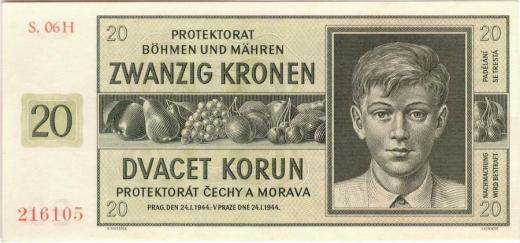 S. 06H
20
PROTEKTORAT
BÖHMEN UND MÄHREN
ZWANZIG KRONEN
20
DVACET KORUN
PROTEKTORÁT ČECHY A MORAVA
PRAG, DEN 24.I.1944.-V PRAZE DNE 24.I.1944.
216105
20
20
PADĚLÁNÍ
SE TRESTÁ
NACHMACHUNG
WIRD BESTRAFT
20